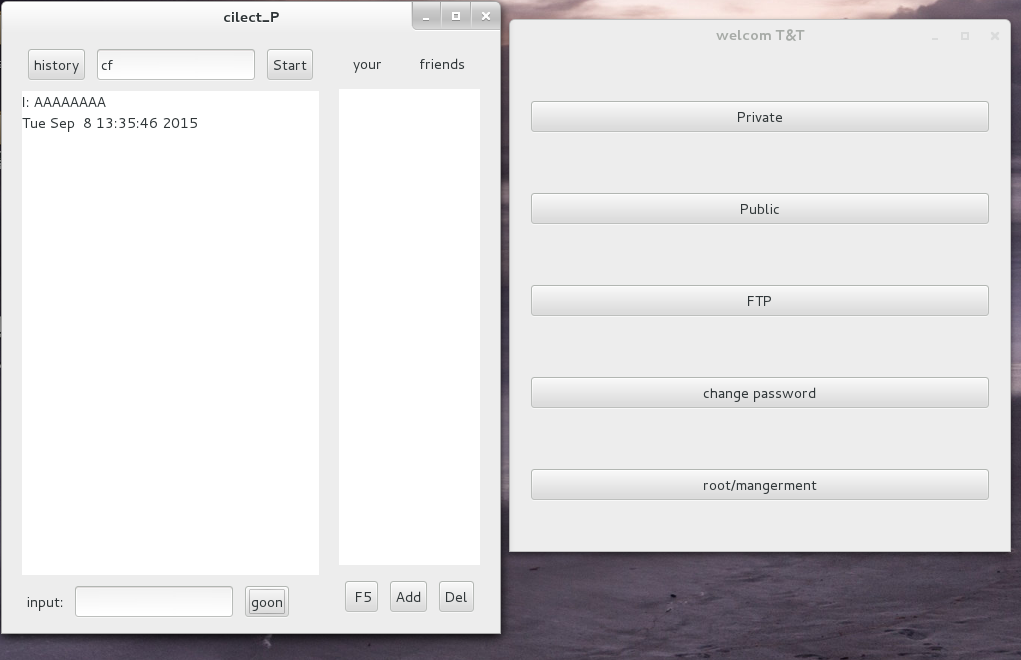 cilect_P
history cf Start
your friends
I: AAAAAAAA
Tue Sep  8 13:35:46 2015
input: goon
F5 Add Del
welcom T&T
Private
Public
FTP
change password
root/mangerment